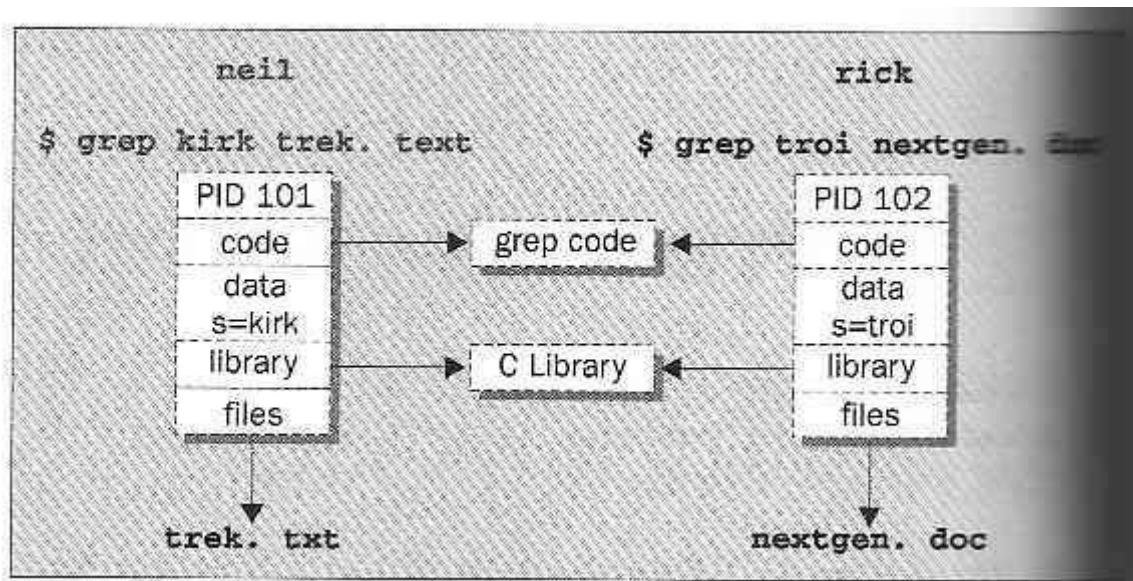 neil
$ grep kirk trek. text
PID 101
code
data
s=kirk
library
files
trek. txt
grep code
C Library
rick
$ grep troi nextgen.
PID 102
code
data
s=troi
library
files
nextgen. doc